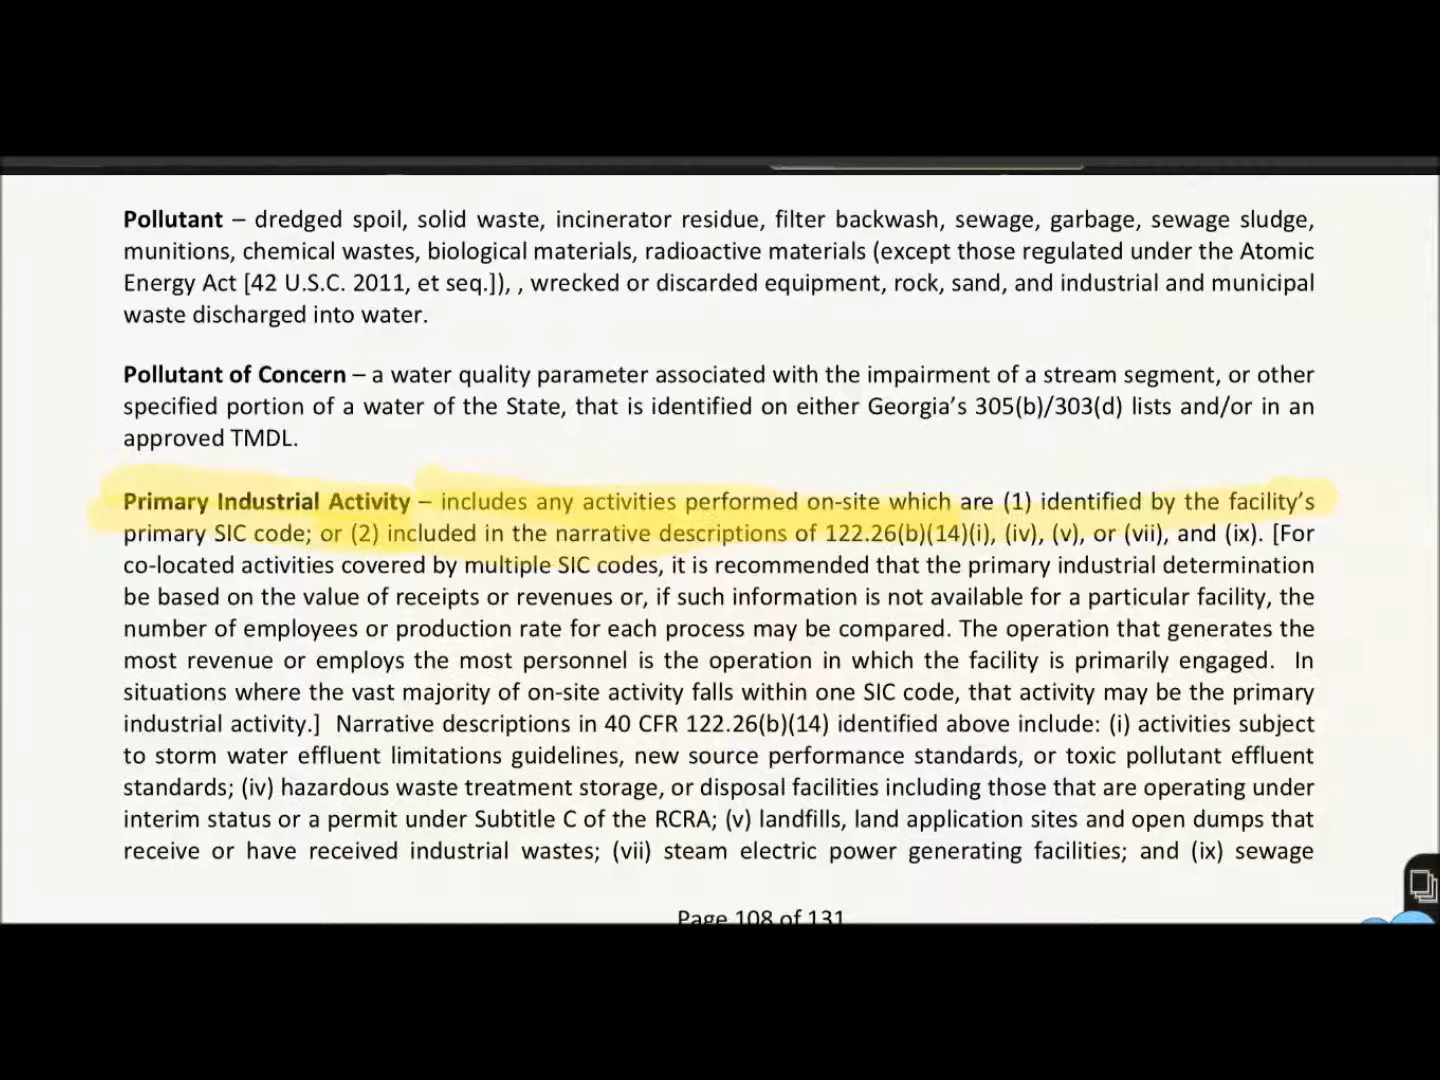 Pollutant – dredged spoil, solid waste, incinerator residue, filter backwash, sewage, garbage, sewage sludge,
munitions, chemical wastes, biological materials, radioactive materials (except those regulated under the Atomic
Energy Act [42 U.S.C. 2011, et seq.]), , wrecked or discarded equipment, rock, sand, and industrial and municipal
waste discharged into water.
Pollutant of Concern – a water quality parameter associated with the impairment of a stream segment, or other
specified portion of a water of the State, that is identified on either Georgia’s 305(b)/303(d) lists and/or in an
approved TMDL.
Primary Industrial Activity – includes any activities performed on-site which are (1) identified by the facility’s
primary SIC code; or (2) included in the narrative descriptions of 122.26(b)(14)(i), (iv), (v), or (vii), and (ix). [For
co-located activities covered by multiple SIC codes, it is recommended that the primary industrial determination
be based on the value of receipts or revenues or, if such information is not available for a particular facility, the
number of employees or production rate for each process may be compared. The operation that generates the
most revenue or employs the most personnel is the operation in which the facility is primarily engaged.  In
situations where the vast majority of on-site activity falls within one SIC code, that activity may be the primary
industrial activity.]  Narrative descriptions in 40 CFR 122.26(b)(14) identified above include: (i) activities subject
to storm water effluent limitations guidelines, new source performance standards, or toxic pollutant effluent
standards; (iv) hazardous waste treatment storage, or disposal facilities including those that are operating under
interim status or a permit under Subtitle C of the RCRA; (v) landfills, land application sites and open dumps that
receive or have received industrial wastes; (vii) steam electric power generating facilities; and (ix) sewage
Page 108 of 131